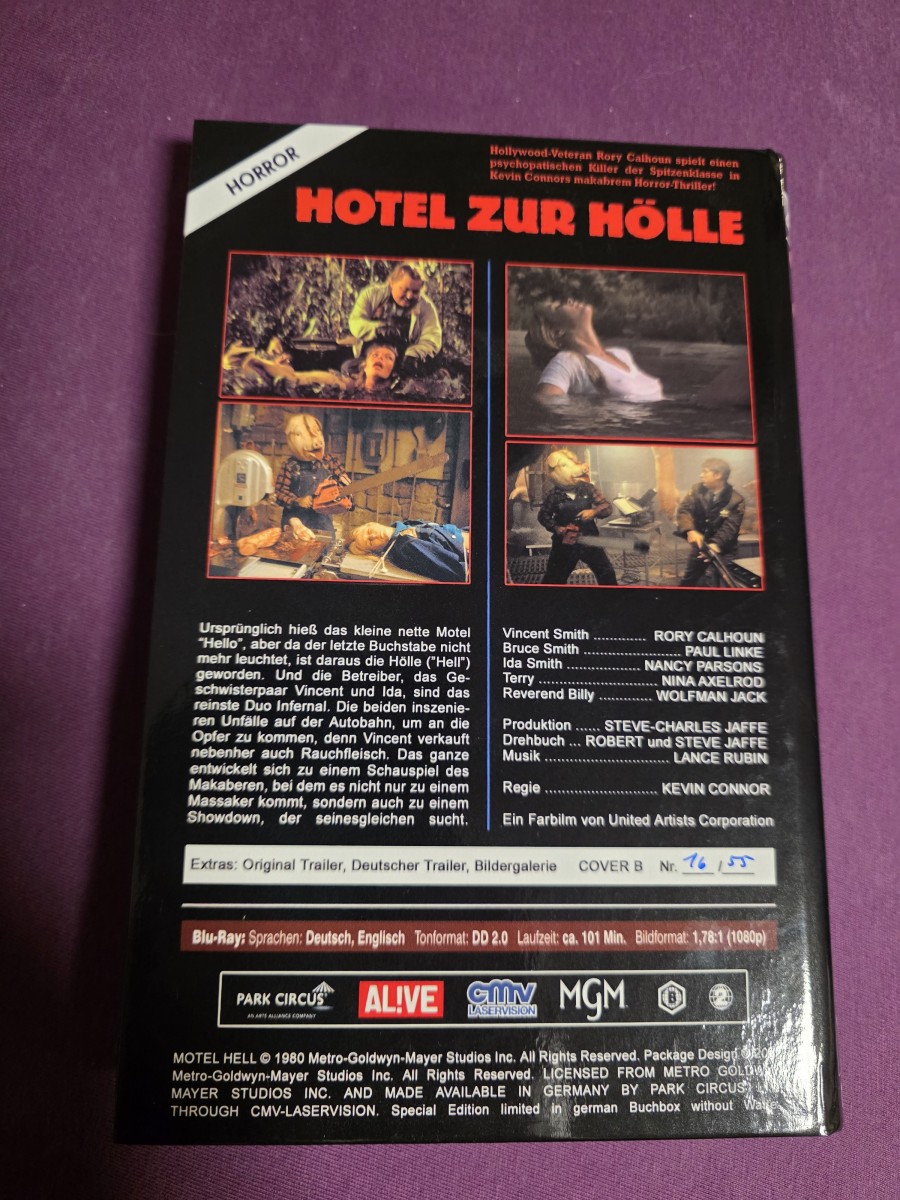 HORROR
Hollywood-Veteran Rory Calhoun spielt einen
psychopatischen Killer der Spitzenklasse in
Kevin Connors makabrem Horror-Thriller!
HOTEL ZUR HÖLLE
Ursprünglich hieß das kleine nette Motel
"Hello", aber da der letzte Buchstabe nicht
mehr leuchtet, ist daraus die Hölle ("Hell")
geworden. Und die Betreiber, das Ge-
schwisterpaar Vincent und Ida, sind das
reinste Duo Infernal. Die beiden inszenie-
ren Unfälle auf der Autobahn, um an die
Opfer zu kommen, denn Vincent verkauft
nebenher auch Rauchfleisch. Das ganze
entwickelt sich zu einem Schauspiel des
Makaberen, bei dem es nicht nur zu einem
Massaker kommt, sondern auch zu einem
Showdown, der seinesgleichen sucht.
Vincent Smith ............. RORY CALHOUN
Bruce Smith ....................... PAUL LINKE
Ida Smith ................. NANCY PARSONS
Terry ............................ NINA AXELROD
Reverend Billy ............ WOLFMAN JACK
Produktion ...... STEVE-CHARLES JAFFE
Drehbuch ... ROBERT und STEVE JAFFE
Musik .............................. LANCE RUBIN
Regie ........................... KEVIN CONNOR
Ein Farbilm von United Artists Corporation
Extras: Original Trailer, Deutscher Trailer, Bildergalerie COVER B Nr. 16 / 55
Blu-Ray: Sprachen: Deutsch, Englisch Tonformat: DD 2.0 Laufzeit: ca. 101 Min. Bildformat: 1,78:1 (1080p)
PARK CIRCUS
AN ARTS ALLIANCE COMPANY
AL!VE
cmv
LASERVISION
MGM
B
2
MOTEL HELL © 1980 Metro-Goldwyn-Mayer Studios Inc. All Rights Reserved. Package Design ©
Metro-Goldwyn-Mayer Studios Inc. All Rights Reserved. LICENSED FROM METRO
MAYER STUDIOS INC. AND MADE AVAILABLE IN GERMANY BY PARK CIRCUS
THROUGH CMV-LASERVISION. Special Edition limited in german Buchbox without